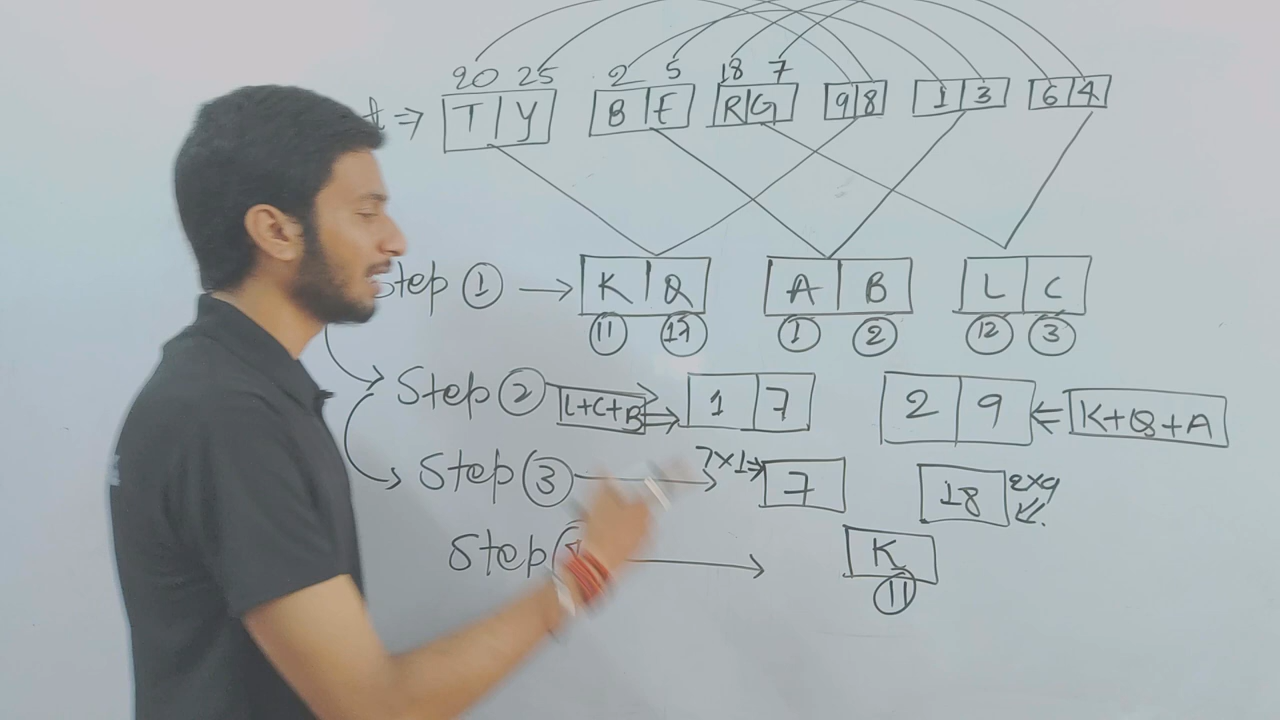 20 25 2 5 18 7
t ⇒ T Y B E R G 9 8 1 3 6 4
Step ① → K Q A B L C
⑪ ⑰ ① ② ⑫ ③
Step ② L+C+B ⇒ 1 7 2 9 ⇐ K+Q+A
Step ③ → 7×1⇒ 7 18 2×9
Step → K
⑪